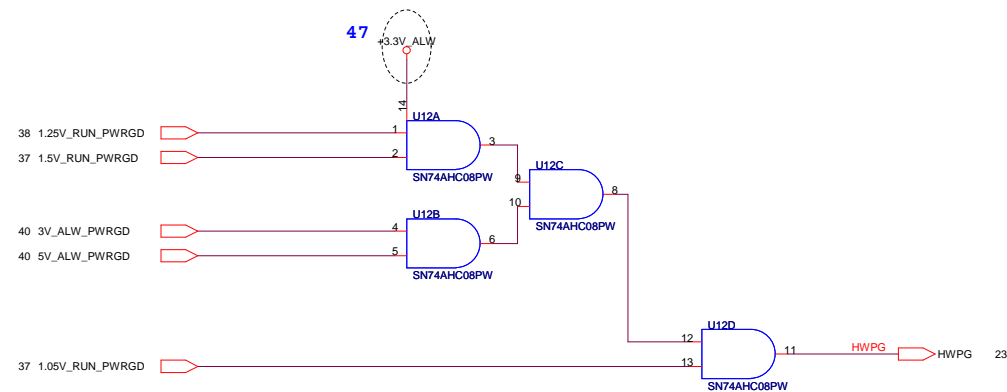 47
+3.3V_ALW
14
U12A
38 1.25V_RUN_PWRGD
1
3
37 1.5V_RUN_PWRGD
2
SN74AHC08PW
U12C
9
8
10
SN74AHC08PW
U12B
40 3V_ALW_PWRGD
4
6
40 5V_ALW_PWRGD
5
SN74AHC08PW
U12D
12
11
HWPG
HWPG 23
37 1.05V_RUN_PWRGD
13
SN74AHC08PW